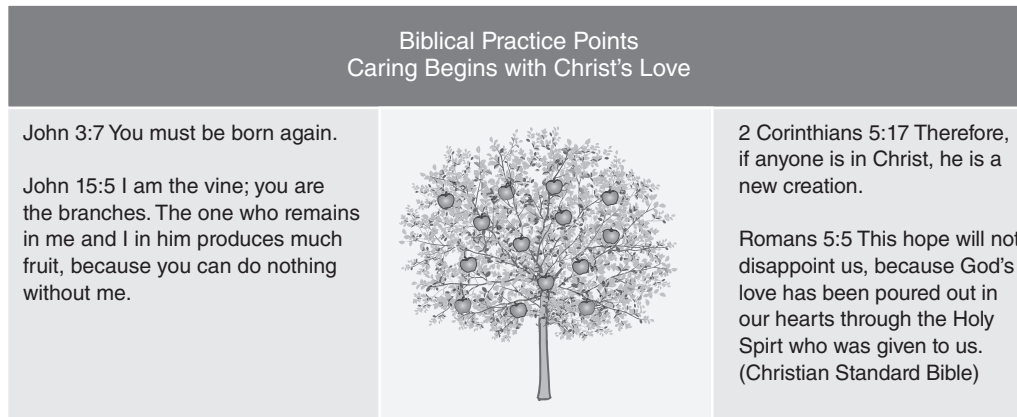 Biblical Practice Points
Caring Begins with Christ's Love
John 3:7 You must be born again.
John 15:5 I am the vine; you are
the branches. The one who remains
in me and I in him produces much
fruit, because you can do nothing
without me.
2 Corinthians 5:17 Therefore,
if anyone is in Christ, he is a
new creation.
Romans 5:5 This hope will not
disappoint us, because God's
love has been poured out in
our hearts through the Holy
Spirt who was given to us.
(Christian Standard Bible)